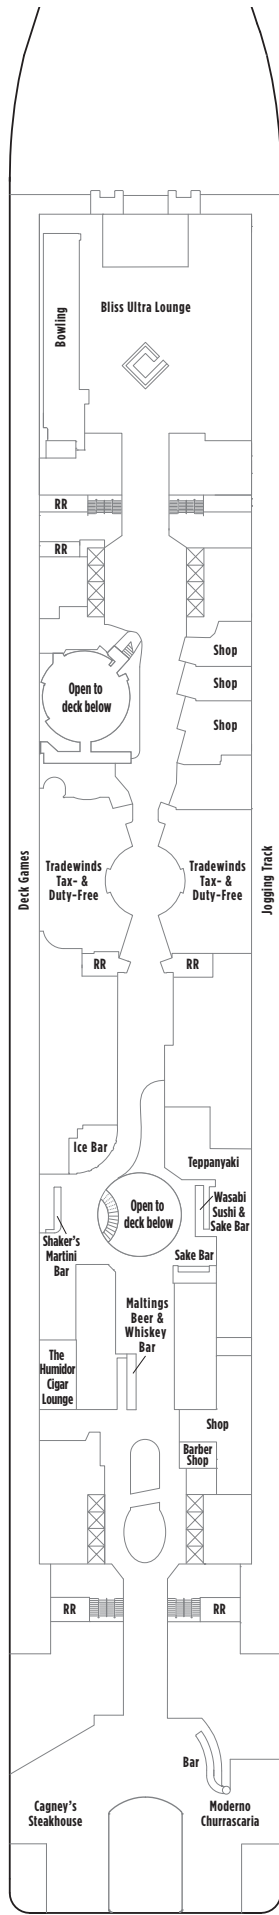 Bowling
Bliss Ultra Lounge
RR
RR
Shop
Shop
Shop
Open to
deck below
Deck Games
Jogging Track
Tradewinds
Tax- &
Duty-Free
Tradewinds
Tax- &
Duty-Free
RR
RR
Ice Bar
Teppanyaki
Open to
deck below
Wasabi
Sushi &
Sake Bar
Shaker's
Martini
Bar
Sake Bar
Maltings
Beer &
Whiskey
Bar
The
Humidor
Cigar
Lounge
Shop
Barber
Shop
RR
RR
Bar
Cagney's
Steakhouse
Moderno
Churrascaria